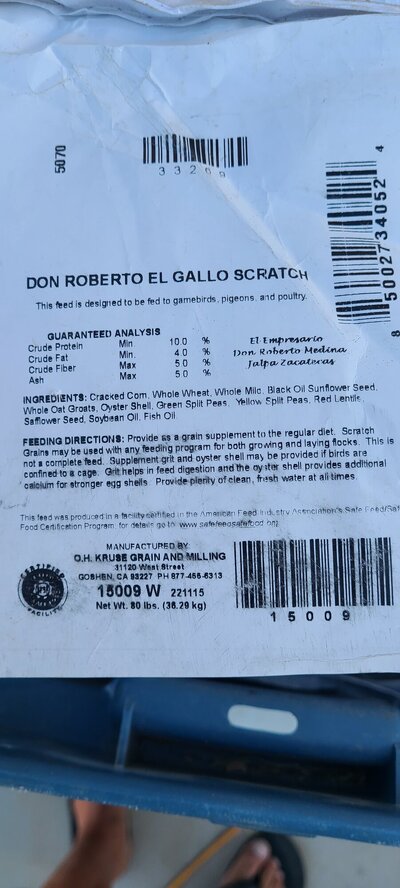 5070
33209
8 5002734052 4
DON ROBERTO EL GALLO SCRATCH
This feed is designed to be fed to gamebirds, pigeons, and poultry.
GUARANTEED ANALYSIS
Crude Protein Min. 10.0 %
Crude Fat Min. 4.0 %
Crude Fiber Max 5.0 %
Ash Max 5.0 %
El Empresario
Don Roberto Medina
Jalpa Zacatecas
INGREDIENTS: Cracked Corn, Whole Wheat, Whole Milo, Black Oil Sunflower Seed,
Whole Oat Groats, Oyster Shell, Green Split Peas, Yellow Split Peas, Red Lentils,
Safflower Seed, Soybean Oil, Fish Oil.
FEEDING DIRECTIONS: Provide as a grain supplement to the regular diet. Scratch
Grains may be used with any feeding program for both growing and laying flocks. This is
not a complete feed. Supplement grit and oyster shell may be provided if birds are
confined to a cage. Grit helps in feed digestion and the oyster shell provides additional
calcium for stronger egg shells. Provide plenty of clean, fresh water at all times
This feed was produced in a facility certified in the American Feed Industry Association's Safe Feed/Saf
Food Certification Program, for details go to www.safefeedsafefood.org
MANUFACTURED BY:
O.H. KRUSE GRAIN AND MILLING
31120 West Street
GOSHEN, CA 93227 PH 877-456-6313
15009 W 221115
Net Wt. 80 lbs. (36.29 kg)
CERTIFIED
FACILITY
15009